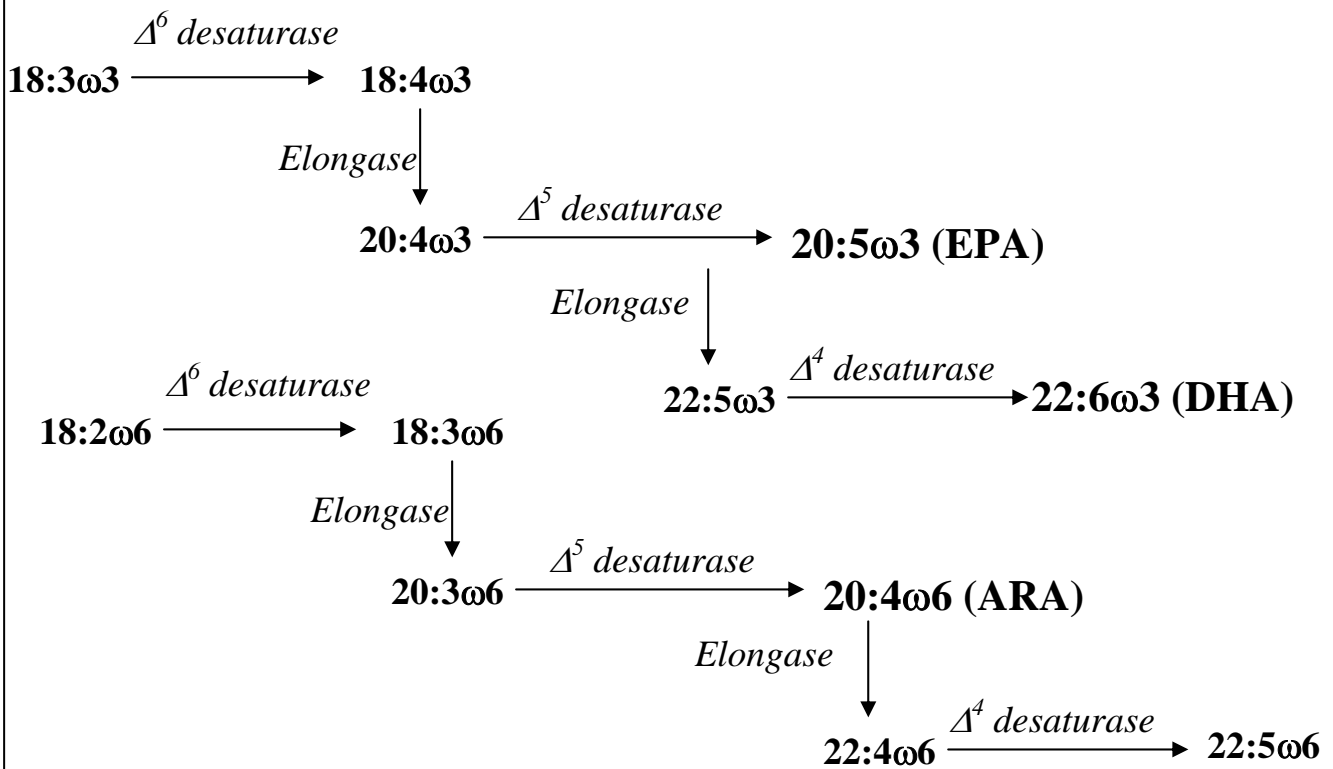 Δ⁶ desaturase
18:3ω3 18:4ω3
Elongase
Δ⁵ desaturase
20:4ω3 20:5ω3 (EPA)
Elongase
Δ⁴ desaturase
22:5ω3 22:6ω3 (DHA)
Δ⁶ desaturase
18:2ω6 18:3ω6
Elongase
Δ⁵ desaturase
20:3ω6 20:4ω6 (ARA)
Elongase
Δ⁴ desaturase
22:4ω6 22:5ω6